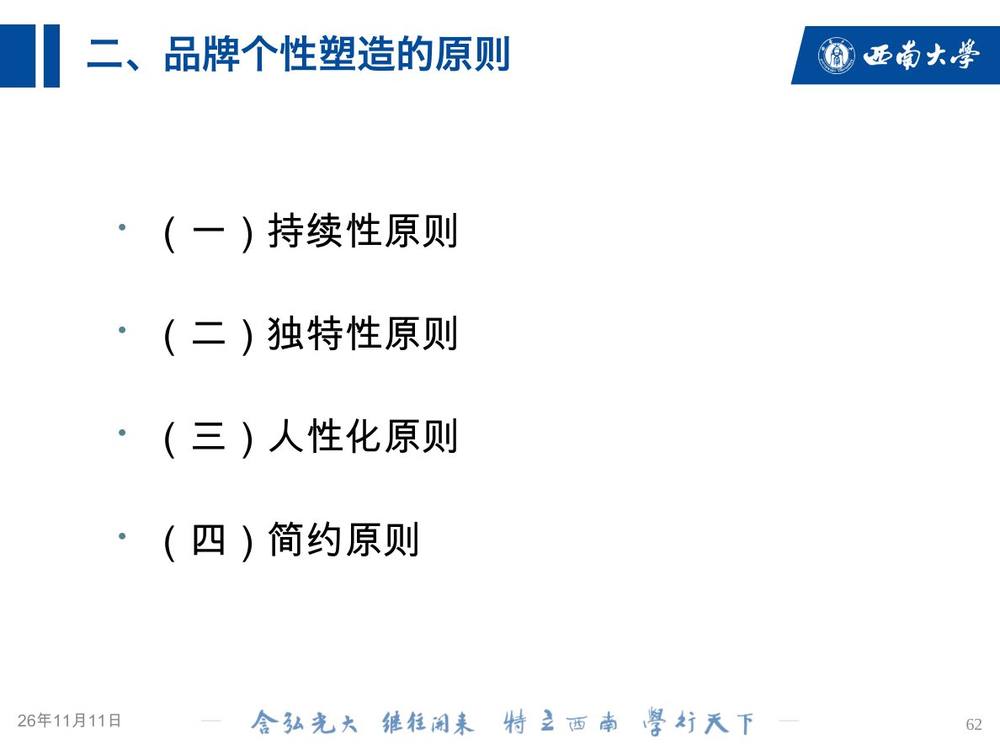 二、品牌个性塑造的原则
西南大学
（一）持续性原则
（二）独特性原则
（三）人性化原则
（四）简约原则
26年11月11日
含弘光大 继往开来 特立西南 學行天下
62